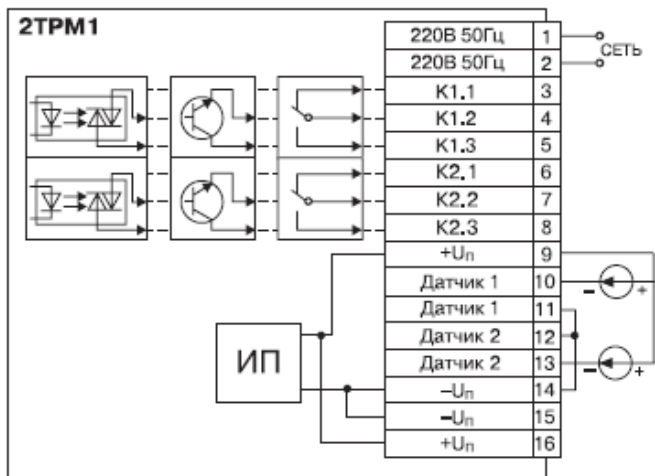 2ТРМ1
220В 50Гц 1
СЕТЬ
220В 50Гц 2
К1.1 3
К1.2 4
К1.3 5
К2.1 6
К2.2 7
К2.3 8
+Uп 9
Датчик 1 10 - +
Датчик 1 11
Датчик 2 12
ИП
Датчик 2 13 - +
–Uп 14
–Uп 15
+Uп 16